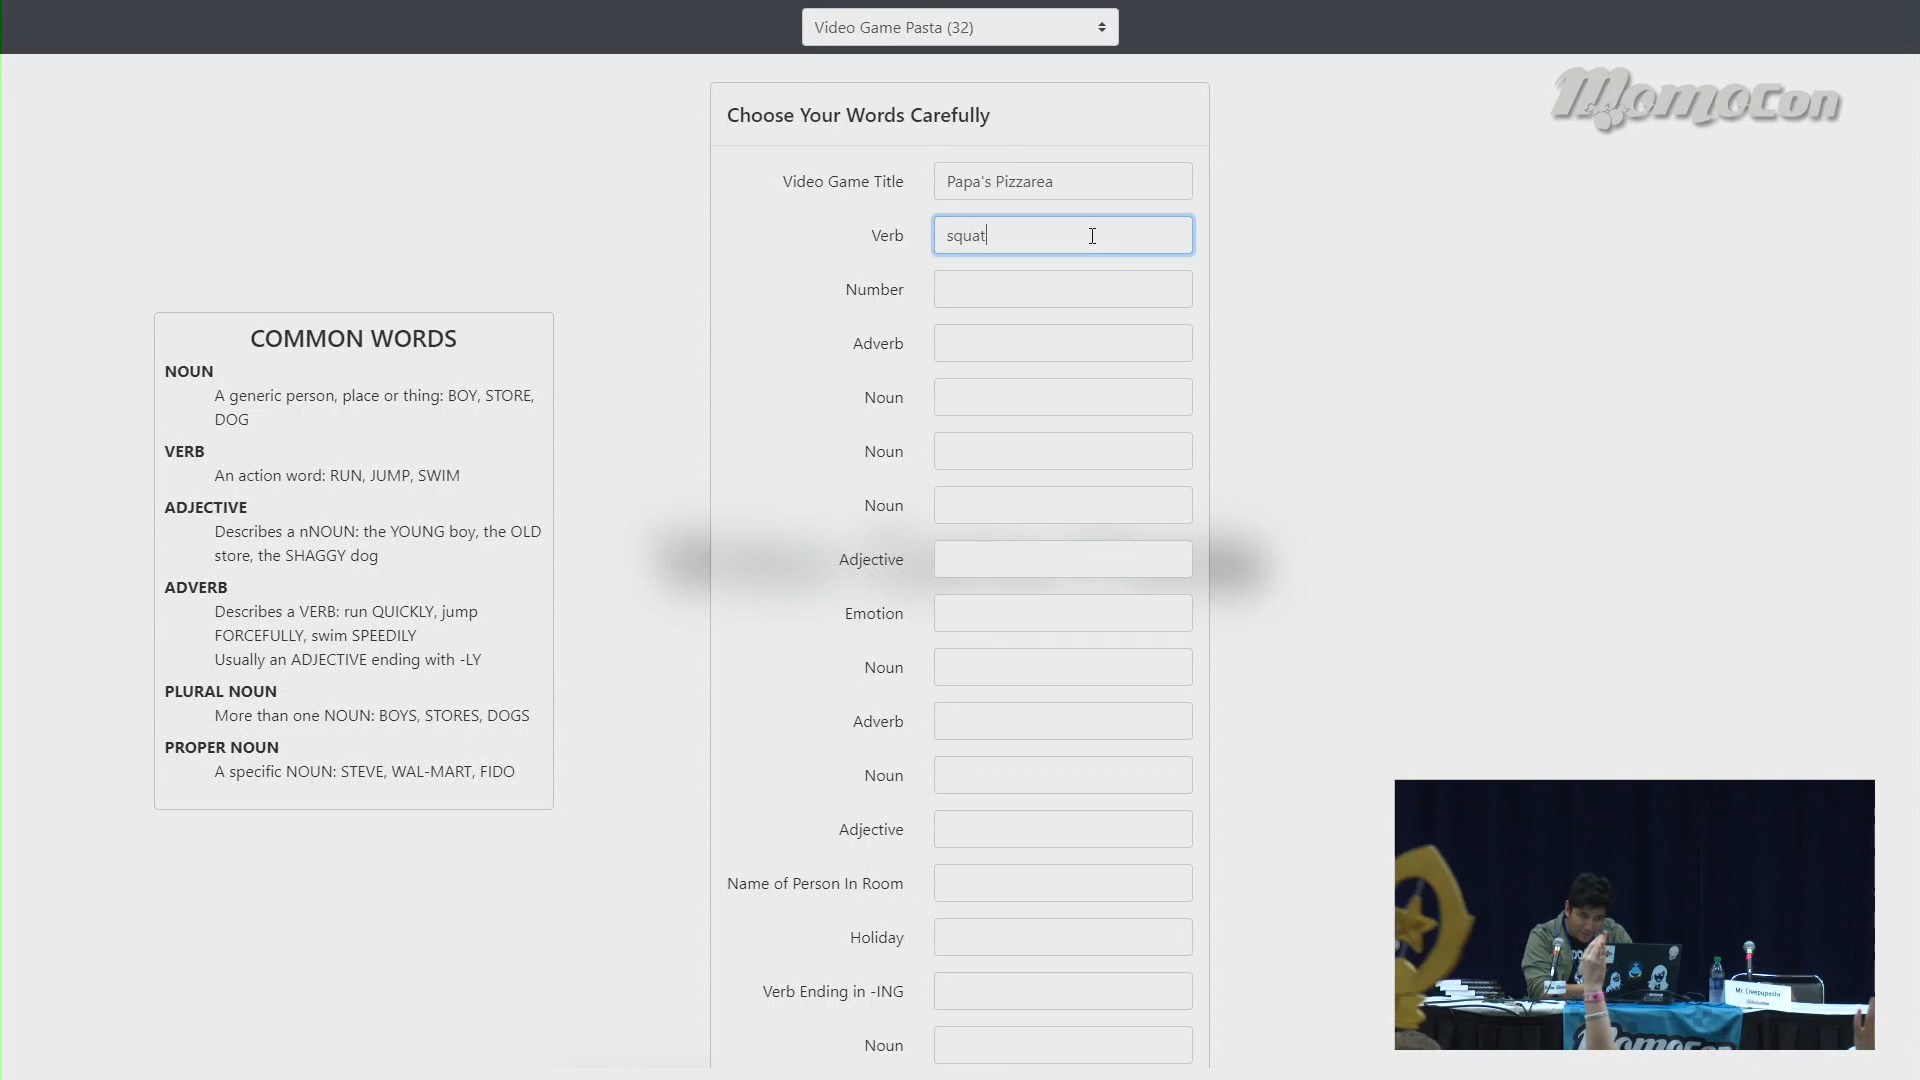 Video Game Pasta (32)
MomoCon
Choose Your Words Carefully
Video Game Title
Papa's Pizzarea
Verb
squat
Number
Adverb
Noun
Noun
Noun
Adjective
Emotion
Noun
Adverb
Noun
Adjective
Name of Person In Room
Holiday
Verb Ending in -ING
Noun
COMMON WORDS
NOUN
A generic person, place or thing: BOY, STORE,
DOG
VERB
An action word: RUN, JUMP, SWIM
ADJECTIVE
Describes a nNOUN: the YOUNG boy, the OLD
store, the SHAGGY dog
ADVERB
Describes a VERB: run QUICKLY, jump
FORCEFULLY, swim SPEEDILY
Usually an ADJECTIVE ending with -LY
PLURAL NOUN
More than one NOUN: BOYS, STORES, DOGS
PROPER NOUN
A specific NOUN: STEVE, WAL-MART, FIDO
Mr. Creepypasta
MomoCon